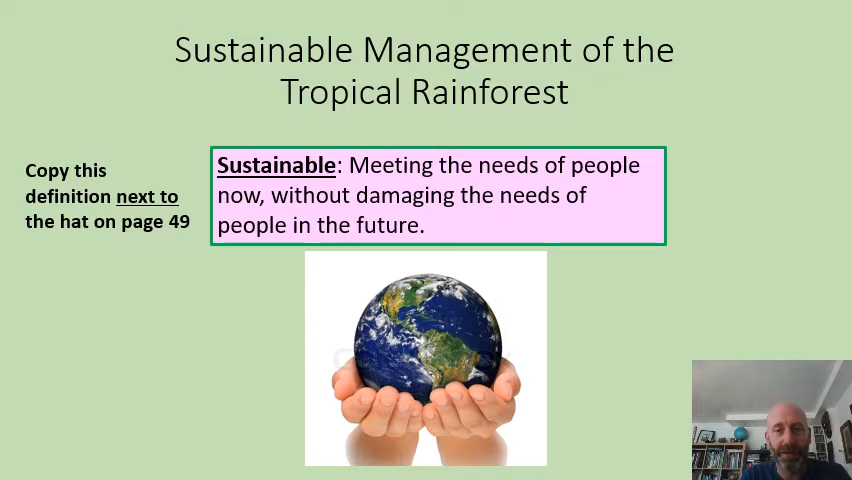 Sustainable Management of the
Tropical Rainforest
Copy this
definition next to
the hat on page 49
Sustainable: Meeting the needs of people
now, without damaging the needs of
people in the future.